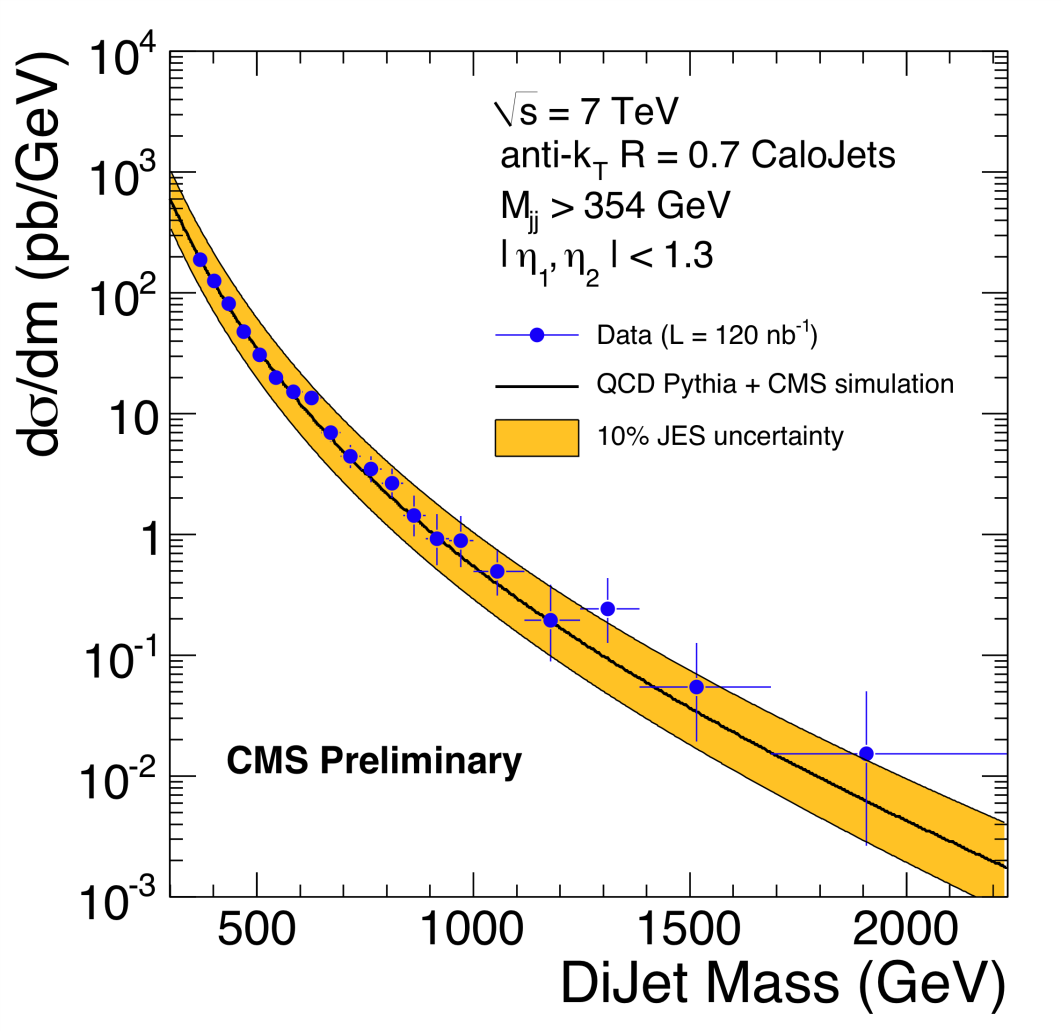 dσ/dm (pb/GeV)
10⁴
10³
10²
10
1
10⁻¹
10⁻²
10⁻³
√s = 7 TeV
anti-k_T R = 0.7 CaloJets
M_jj > 354 GeV
| η₁, η₂ | < 1.3
Data (L = 120 nb⁻¹)
QCD Pythia + CMS simulation
10% JES uncertainty
CMS Preliminary
500 1000 1500 2000
DiJet Mass (GeV)